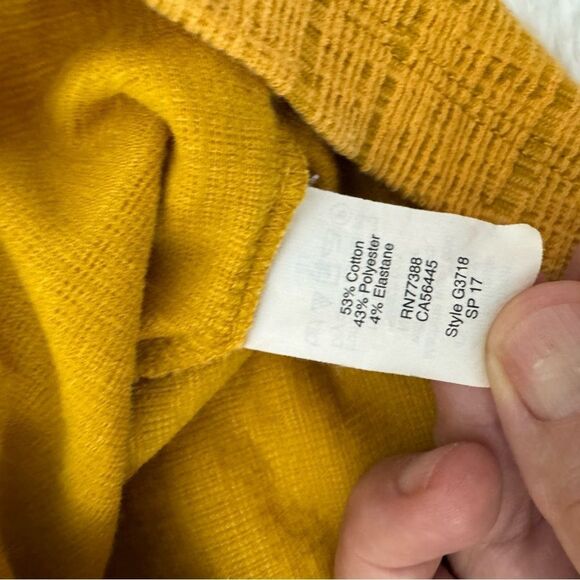 53% Cotton
43% Polyester
4% Elastane
RN77388
CA56445
Style G3718
SP 17